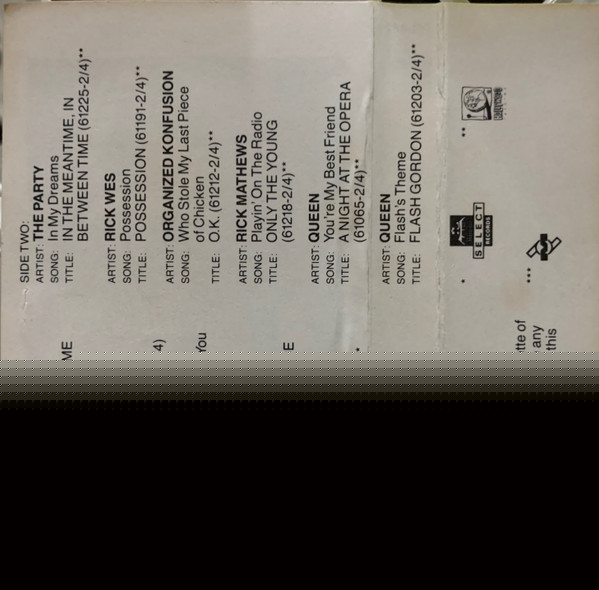 SIDE TWO:
ARTIST: THE PARTY
SONG: In My Dreams
TITLE: IN THE MEANTIME, IN
BETWEEN TIME (61225-2/4)**
ARTIST: RICK WES
SONG: Possession
TITLE: POSSESSION (61191-2/4)**
ARTIST: ORGANIZED KONFUSION
SONG: Who Stole My Last Piece
of Chicken
TITLE: O.K. (61212-2/4)**
ARTIST: RICK MATHEWS
SONG: Playin' On The Radio
TITLE: ONLY THE YOUNG
(61218-2/4)**
ARTIST: QUEEN
SONG: You're My Best Friend
TITLE: A NIGHT AT THE OPERA
(61065-2/4)**
ARTIST: QUEEN
SONG: Flash's Theme
TITLE: FLASH GORDON (61203-2/4)**
* SELECT
**
***
ME
4)
You
E
*
tte of
any
this